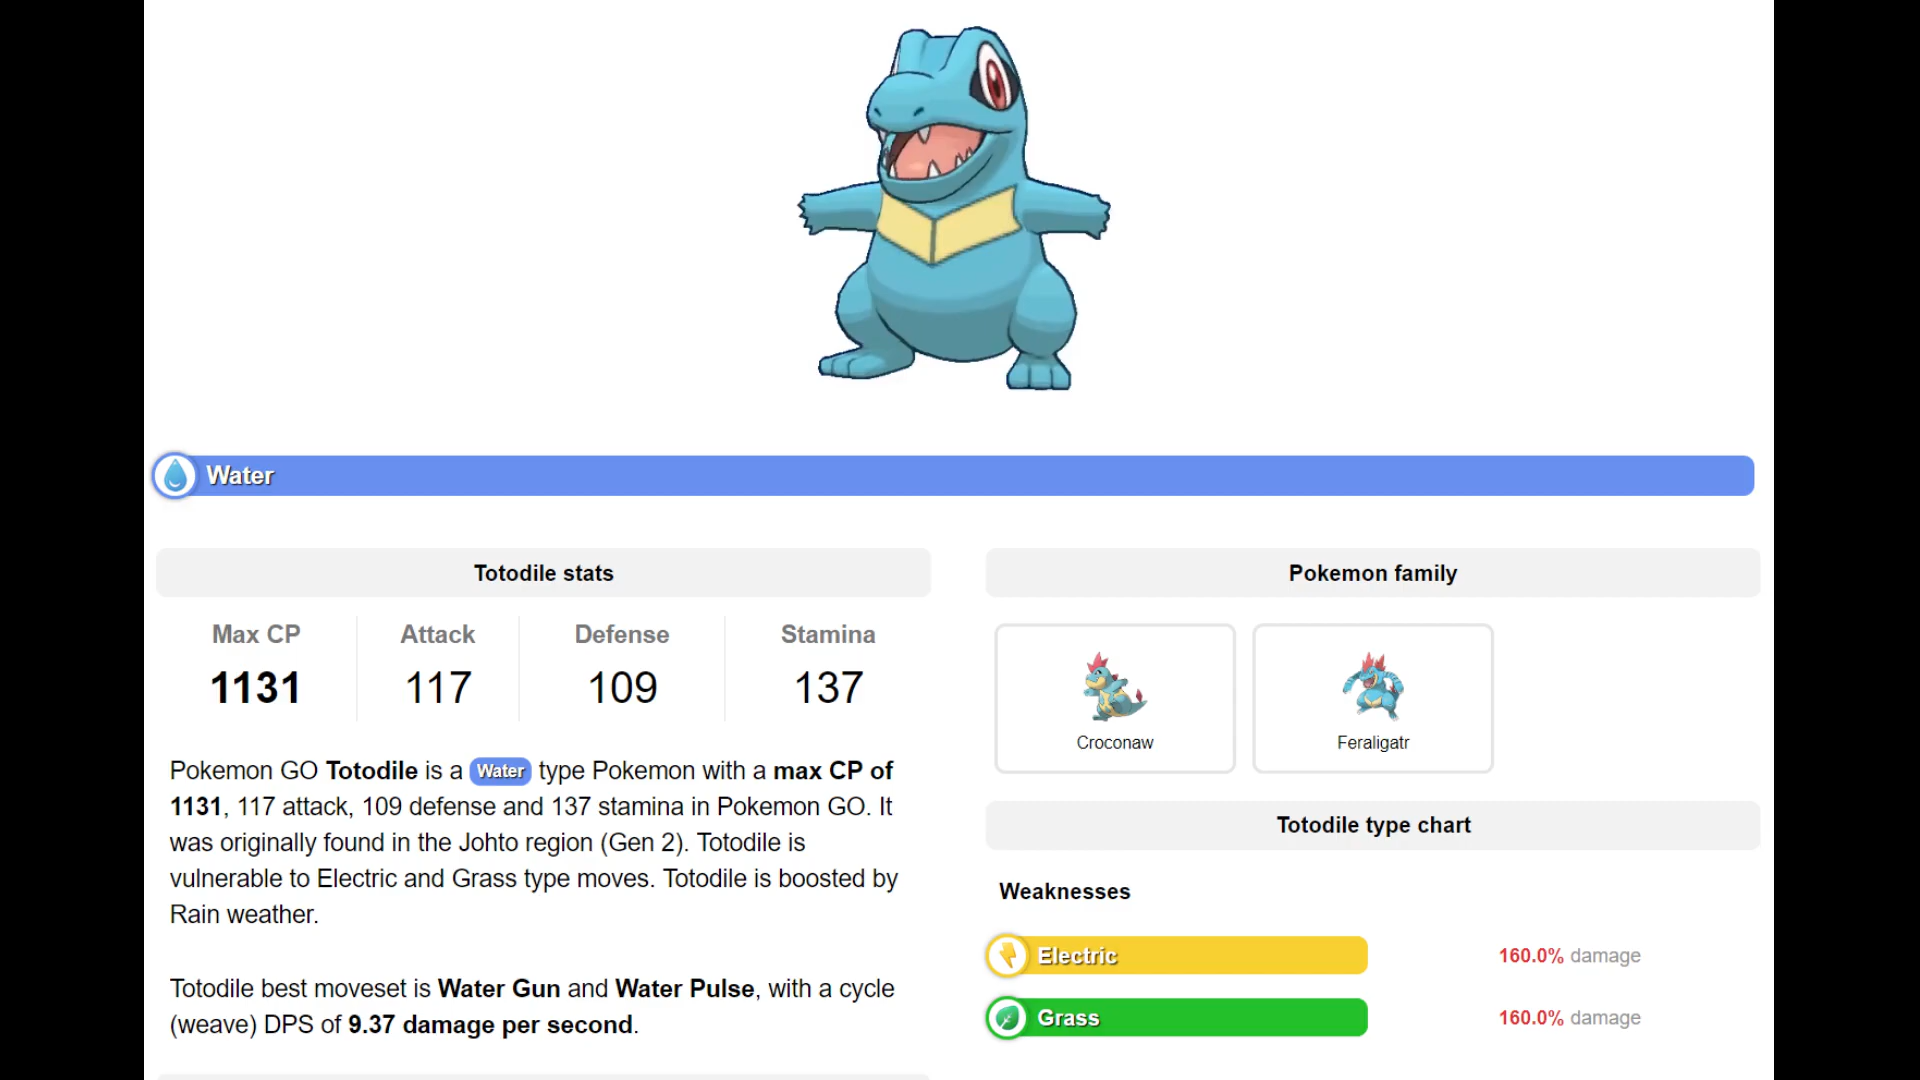 Water
Totodile stats
Max CP Attack Defense Stamina
1131 117 109 137
Pokemon GO Totodile is a Water type Pokemon with a max CP of
1131, 117 attack, 109 defense and 137 stamina in Pokemon GO. It
was originally found in the Johto region (Gen 2). Totodile is
vulnerable to Electric and Grass type moves. Totodile is boosted by
Rain weather.
Totodile best moveset is Water Gun and Water Pulse, with a cycle
(weave) DPS of 9.37 damage per second.
Pokemon family
Croconaw Feraligatr
Totodile type chart
Weaknesses
Electric 160.0% damage
Grass 160.0% damage